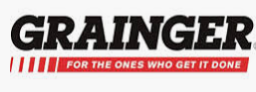 GRAINGER
FOR THE ONES WHO GET IT DONE